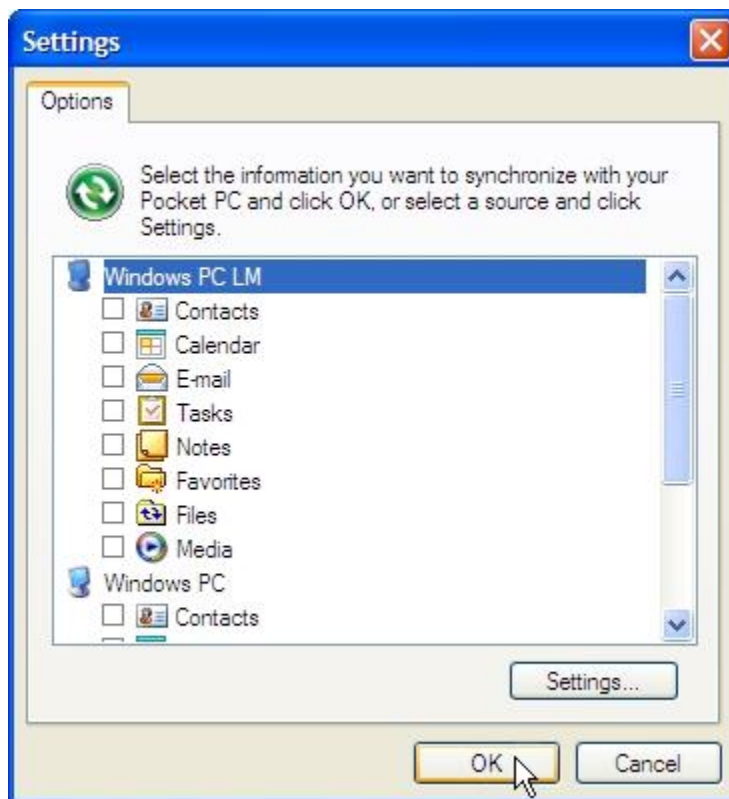 Settings
Options
Select the information you want to synchronize with your
Pocket PC and click OK, or select a source and click
Settings.
Windows PC LM
Contacts
Calendar
E-mail
Tasks
Notes
Favorites
Files
Media
Windows PC
Contacts
Settings...
OK Cancel